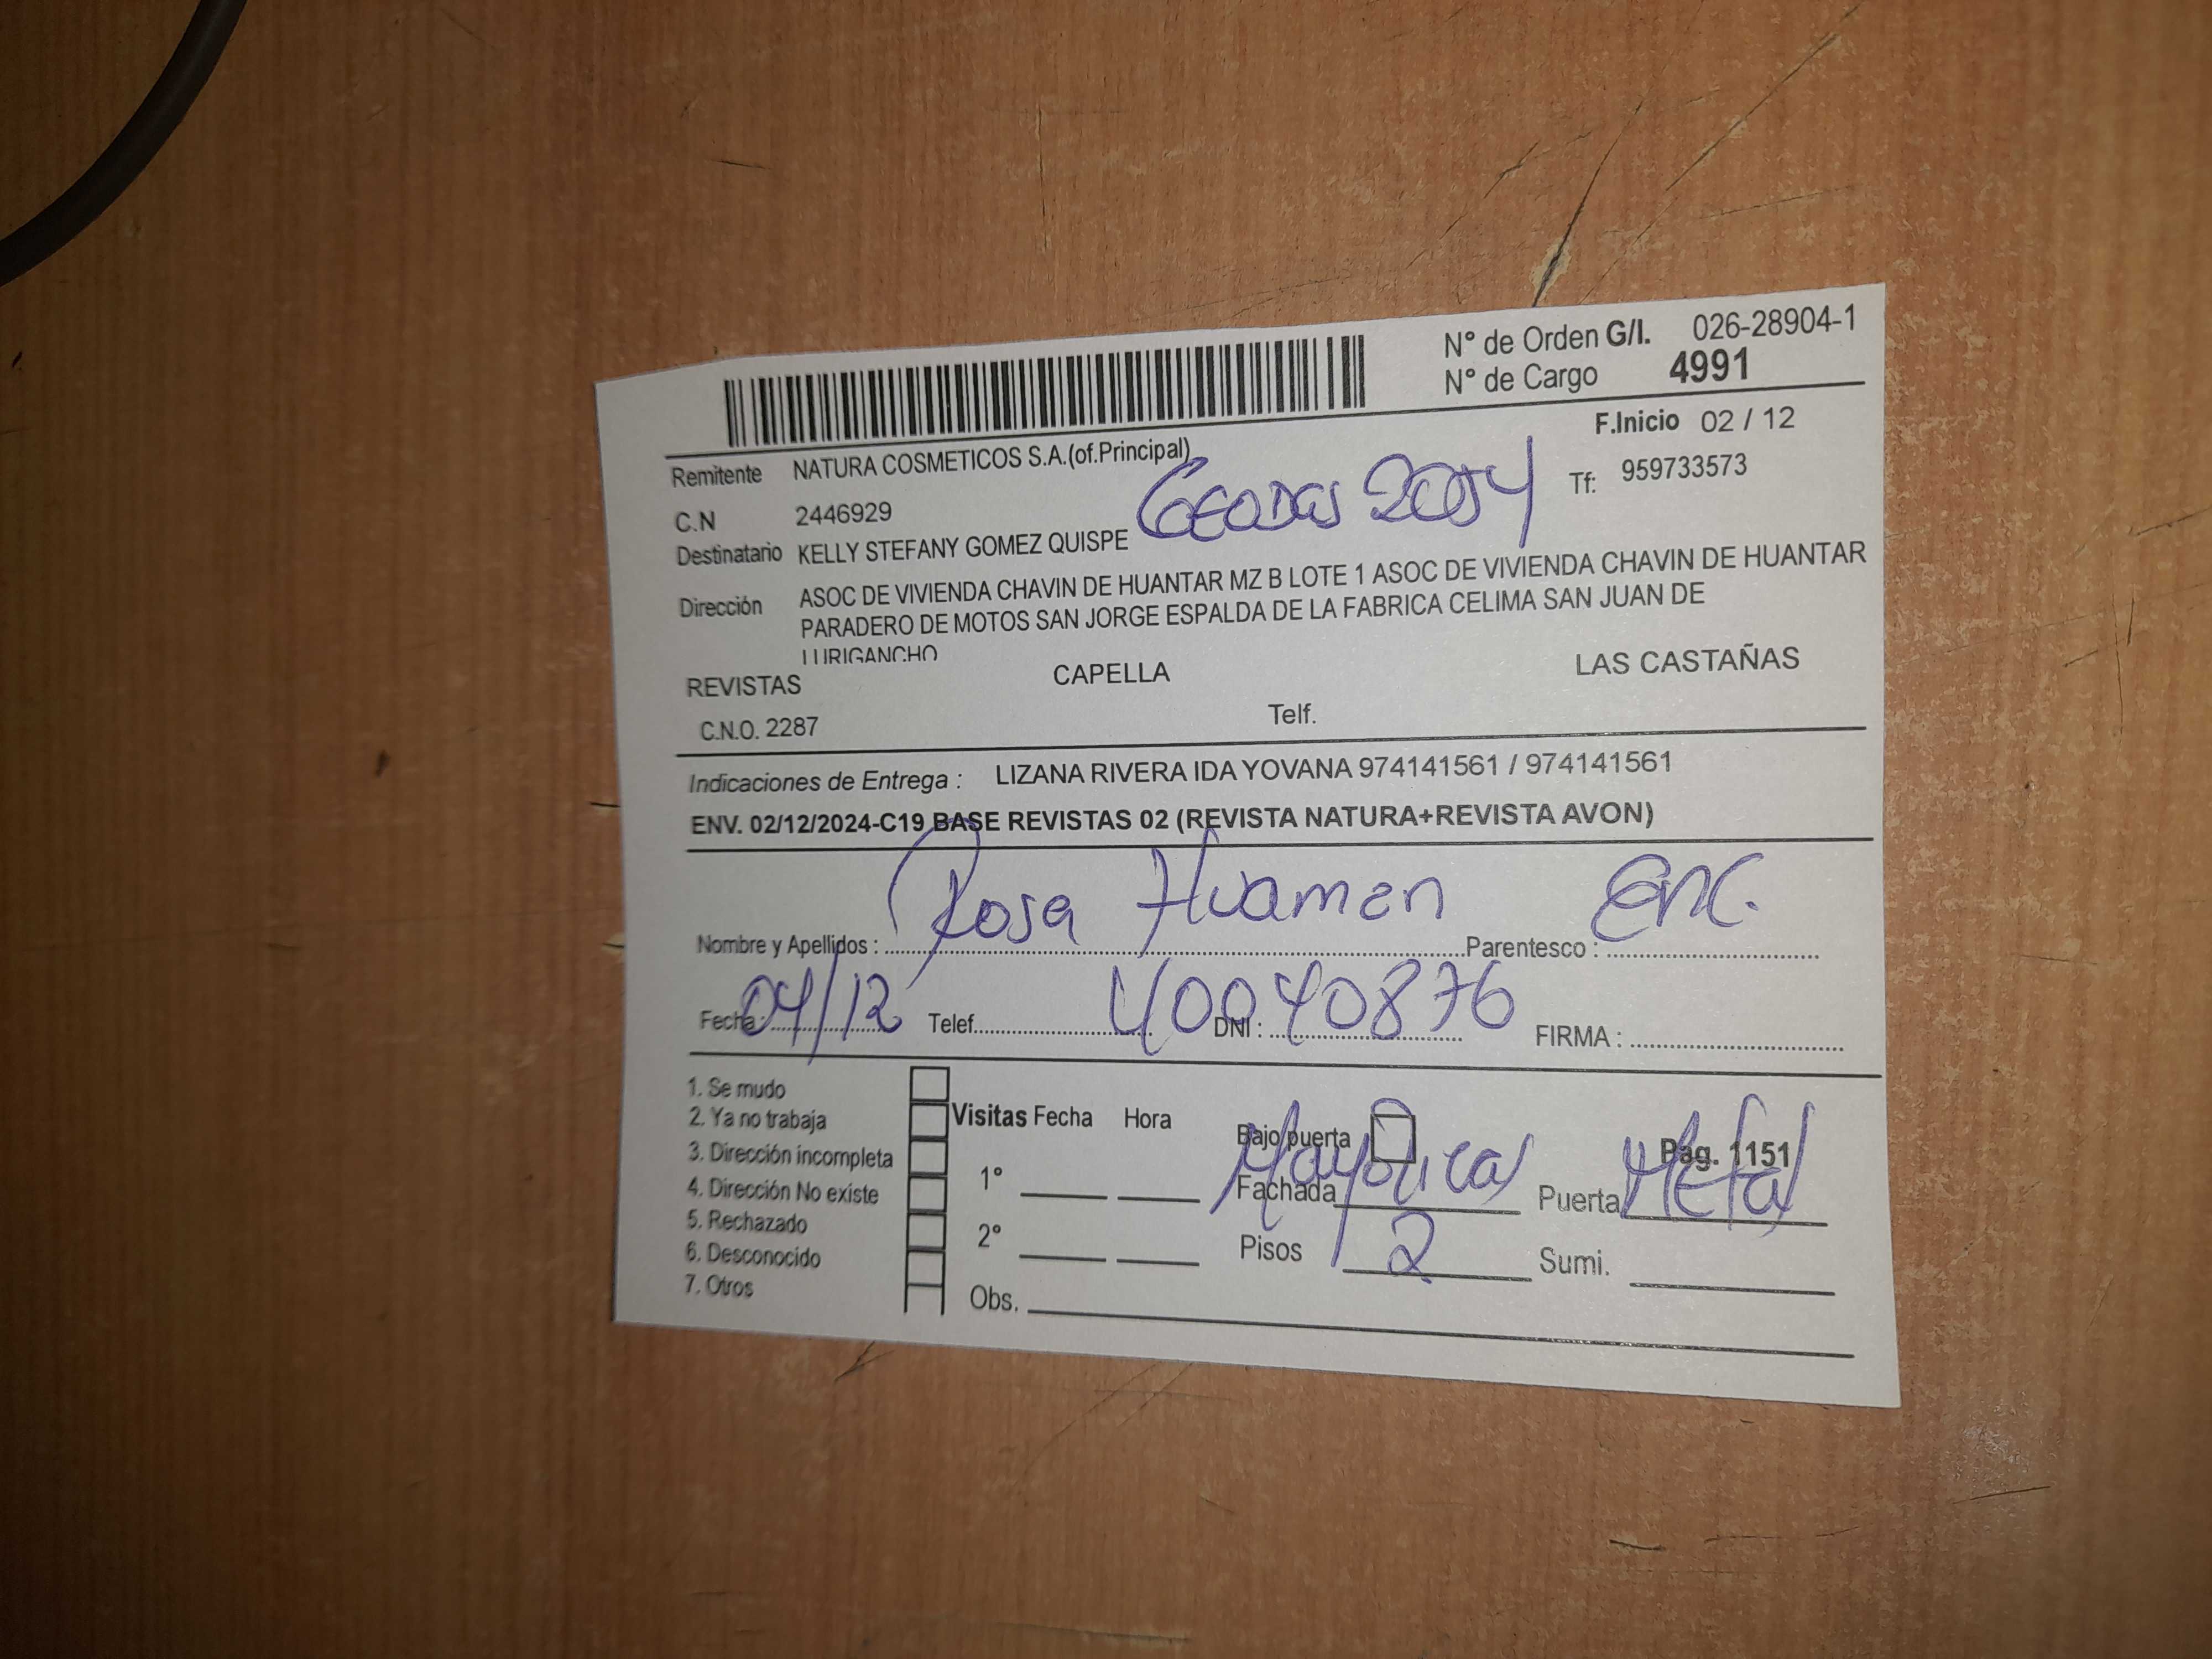 N° de Orden G/I. 026-28904-1
N° de Cargo 4991
F.Inicio 02 / 12
Remitente NATURA COSMETICOS S.A.(of.Principal)
Tf: 959733573
C.N 2446929
GEODAS 2054
Destinatario KELLY STEFANY GOMEZ QUISPE
Dirección ASOC DE VIVIENDA CHAVIN DE HUANTAR MZ B LOTE 1 ASOC DE VIVIENDA CHAVIN DE HUANTAR
PARADERO DE MOTOS SAN JORGE ESPALDA DE LA FABRICA CELIMA SAN JUAN DE
LURIGANCHO
REVISTAS CAPELLA LAS CASTAÑAS
C.N.O. 2287 Telf.
Indicaciones de Entrega : LIZANA RIVERA IDA YOVANA 974141561 / 974141561
ENV. 02/12/2024-C19 BASE REVISTAS 02 (REVISTA NATURA+REVISTA AVON)
Nombre y Apellidos : Rosa Huaman Parentesco : Enc.
Fecha : 04/12 Telef. DNI : 40040876 FIRMA :
1. Se mudo
2. Ya no trabaja
3. Dirección incompleta
4. Dirección No existe
5. Rechazado
6. Desconocido
7. Otros
Visitas Fecha Hora
1°
2°
Obs.
Bajo puerta Pag. 1151
Fachada Mayolica Puerta Metal
Pisos 2 Sumi.